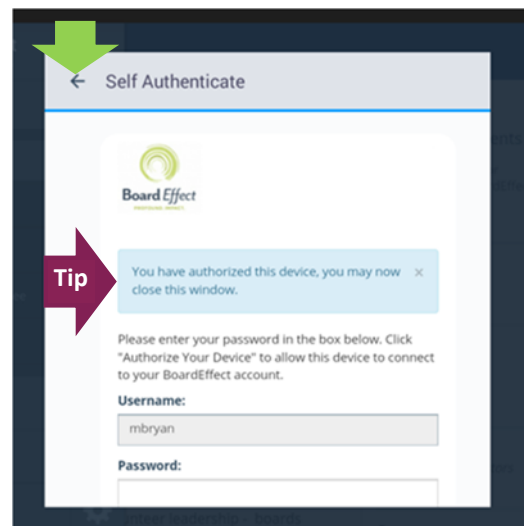 Self Authenticate
Board Effect
Tip
You have authorized this device, you may now
close this window.
Please enter your password in the box below. Click
"Authorize Your Device" to allow this device to connect
to your BoardEffect account.
Username:
mbryan
Password: